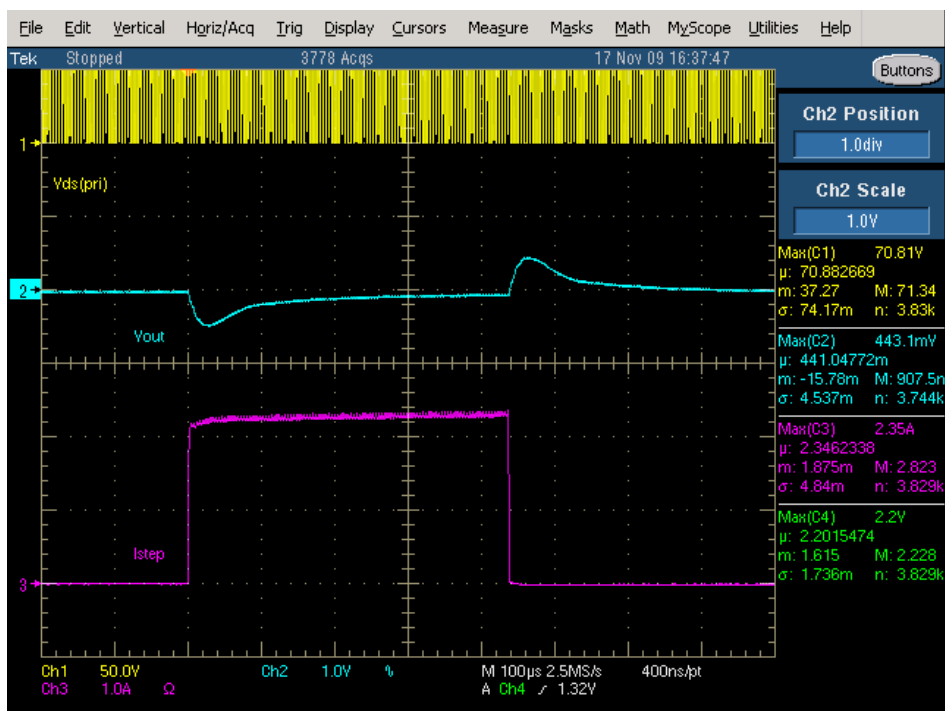 File Edit Vertical Horiz/Acq Trig Display Cursors Measure Masks Math MyScope Utilities Help
Tek Stopped 3778 Acqs 17 Nov 09 16:37:47
Buttons
Ch2 Position
1.0div
Ch2 Scale
1.0V
1
Vds(pri)
2
Vout
Istep
3
Max(C1) 70.81V
µ: 70.882669
m: 37.27 M: 71.34
σ: 74.17m n: 3.83k
Max(C2) 443.1mV
µ: 441.04772m
m: -15.78m M: 907.5n
σ: 4.537m n: 3.744k
Max(C3) 2.35A
µ: 2.3462338
m: 1.875m M: 2.823
σ: 4.84m n: 3.829k
Max(C4) 2.2V
µ: 2.2015474
m: 1.615 M: 2.228
σ: 1.736m n: 3.829k
Ch1 50.0V Ch2 1.0V M 100µs 2.5MS/s 400ns/pt
Ch3 1.0A Ω A Ch4 1.32V